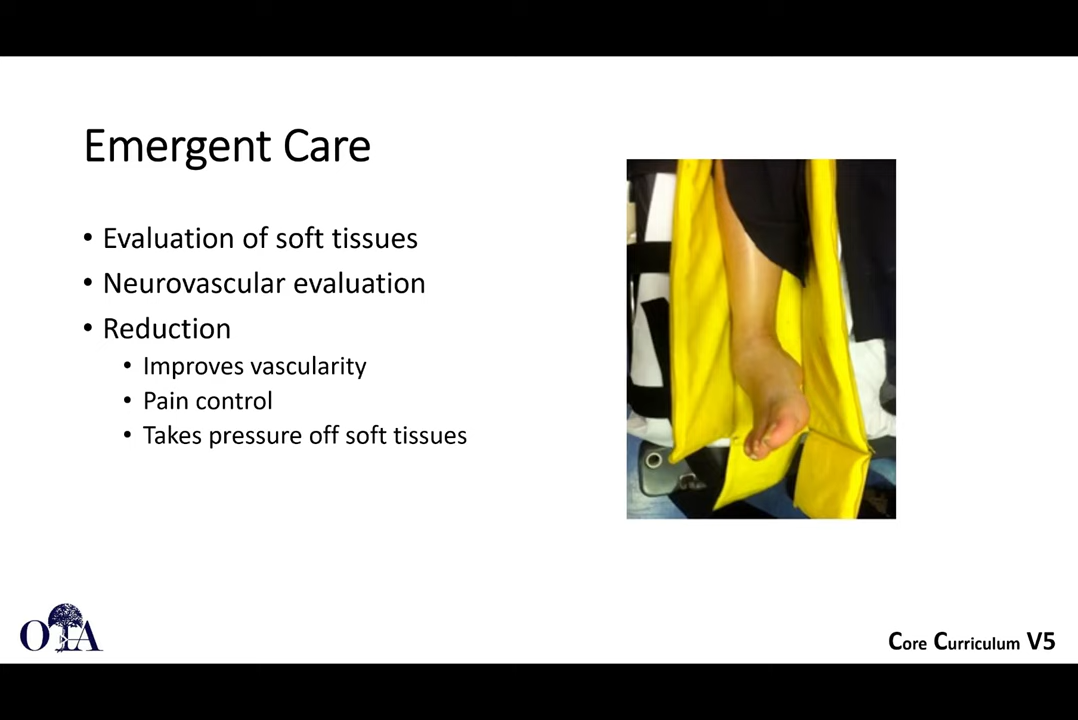 Emergent Care
• Evaluation of soft tissues
• Neurovascular evaluation
• Reduction
• Improves vascularity
• Pain control
• Takes pressure off soft tissues
OTA
Core Curriculum V5